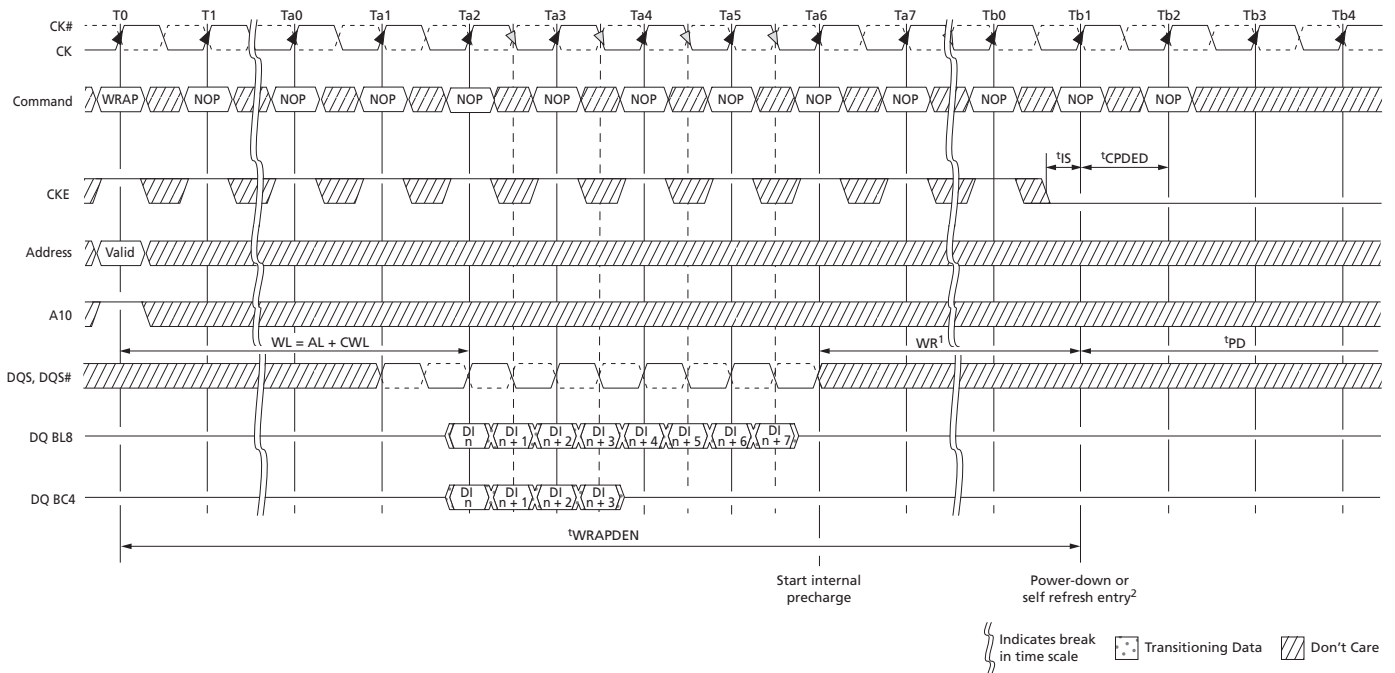 T0 T1 Ta0 Ta1 Ta2 Ta3 Ta4 Ta5 Ta6 Ta7 Tb0 Tb1 Tb2 Tb3 Tb4
CK#
CK
Command WRAP NOP NOP NOP NOP NOP NOP NOP NOP NOP NOP NOP NOP
tIS tCPDED
CKE
Address Valid
A10
WL = AL + CWL WR1 tPD
DQS, DQS#
DQ BL8 DI n DI n + 1 DI n + 2 DI n + 3 DI n + 4 DI n + 5 DI n + 6 DI n + 7
DQ BC4 DI n DI n + 1 DI n + 2 DI n + 3
tWRAPDEN
Start internal
precharge
Power-down or
self refresh entry2
Indicates break
in time scale
Transitioning Data
Don't Care